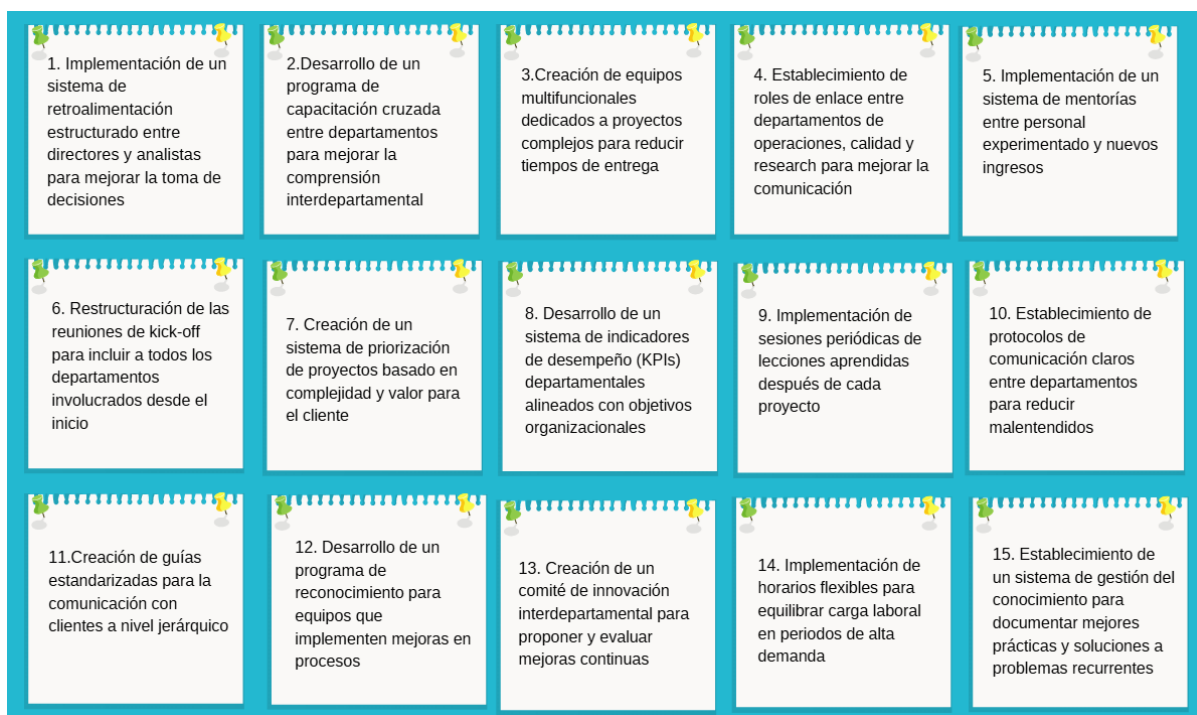 1. Implementación de un
sistema de
retroalimentación
estructurado entre
directores y analistas
para mejorar la toma de
decisiones
2.Desarrollo de un
programa de
capacitación cruzada
entre departamentos
para mejorar la
comprensión
interdepartamental
3.Creación de equipos
multifuncionales
dedicados a proyectos
complejos para reducir
tiempos de entrega
4. Establecimiento de
roles de enlace entre
departamentos de
operaciones, calidad y
research para mejorar la
comunicación
5. Implementación de un
sistema de mentorías
entre personal
experimentado y nuevos
ingresos
6. Restructuración de las
reuniones de kick-off
para incluir a todos los
departamentos
involucrados desde el
inicio
7. Creación de un
sistema de priorización
de proyectos basado en
complejidad y valor para
el cliente
8. Desarrollo de un
sistema de indicadores
de desempeño (KPIs)
departamentales
alineados con objetivos
organizacionales
9. Implementación de
sesiones periódicas de
lecciones aprendidas
después de cada
proyecto
10. Establecimiento de
protocolos de
comunicación claros
entre departamentos
para reducir
malentendidos
11.Creación de guías
estandarizadas para la
comunicación con
clientes a nivel jerárquico
12. Desarrollo de un
programa de
reconocimiento para
equipos que
implementen mejoras en
procesos
13. Creación de un
comité de innovación
interdepartamental para
proponer y evaluar
mejoras continuas
14. Implementación de
horarios flexibles para
equilibrar carga laboral
en periodos de alta
demanda
15. Establecimiento de
un sistema de gestión del
conocimiento para
documentar mejores
prácticas y soluciones a
problemas recurrentes